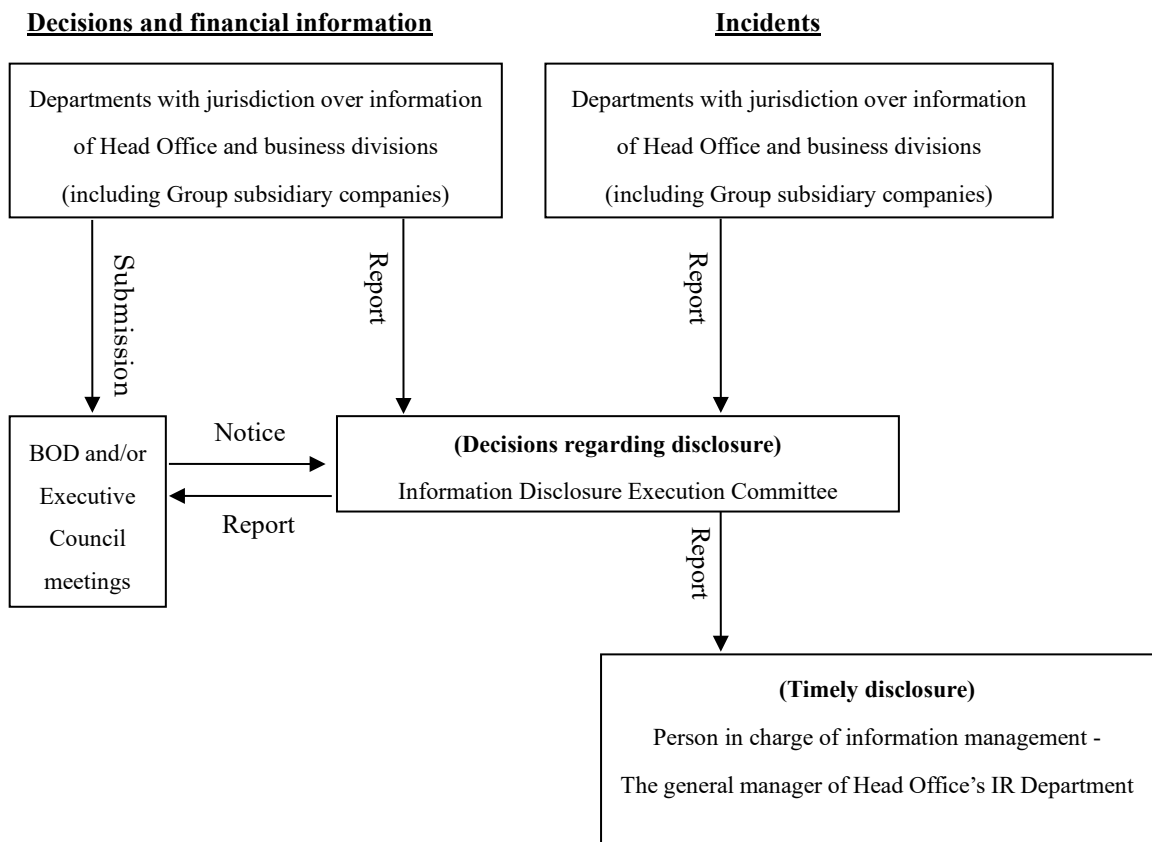 Decisions and financial information
Incidents
Departments with jurisdiction over information
of Head Office and business divisions
(including Group subsidiary companies)
Departments with jurisdiction over information
of Head Office and business divisions
(including Group subsidiary companies)
Submission
Report
Report
BOD and/or
Executive
Council
meetings
Notice
Report
(Decisions regarding disclosure)
Information Disclosure Execution Committee
Report
(Timely disclosure)
Person in charge of information management -
The general manager of Head Office’s IR Department